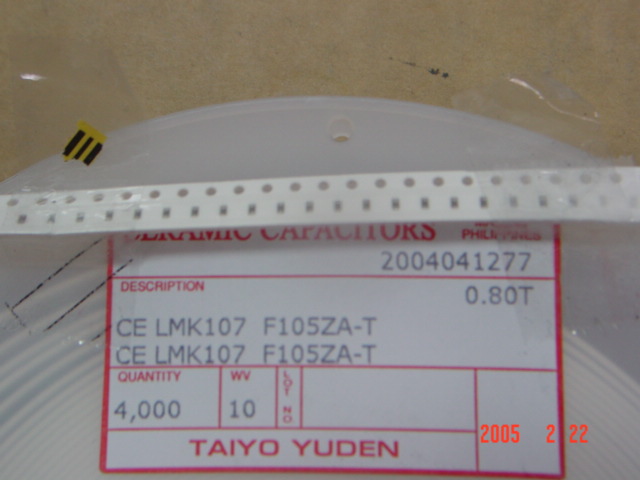 CERAMIC CAPACITORS
PHILIPPINES
2004041277
DESCRIPTION
0.80T
CE LMK107 F105ZA-T
CE LMK107 F105ZA-T
QUANTITY WV LOT NO.
4,000 10
TAIYO YUDEN
2005 2 22